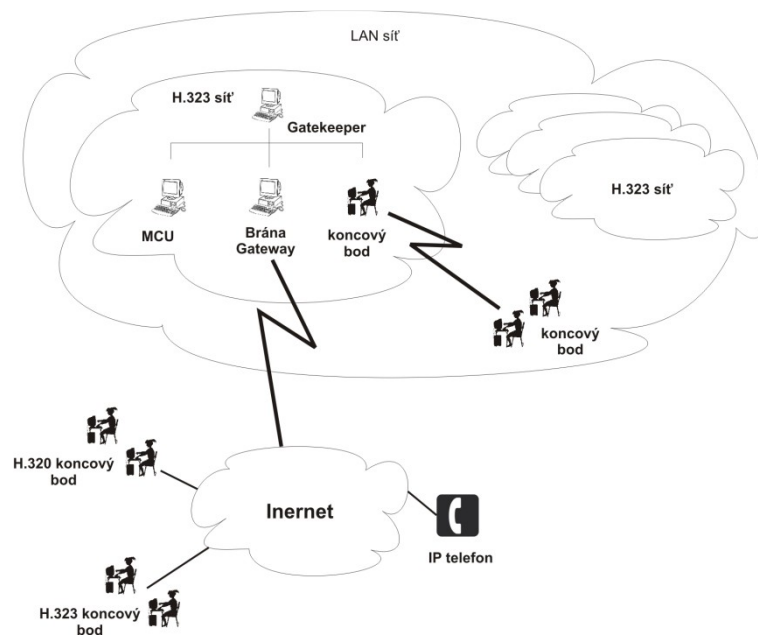 LAN síť
H.323 síť
Gatekeeper
MCU
Brána
Gateway
koncový
bod
H.323 síť
koncový
bod
H.320 koncový
bod
Inernet
IP telefon
H.323 koncový
bod